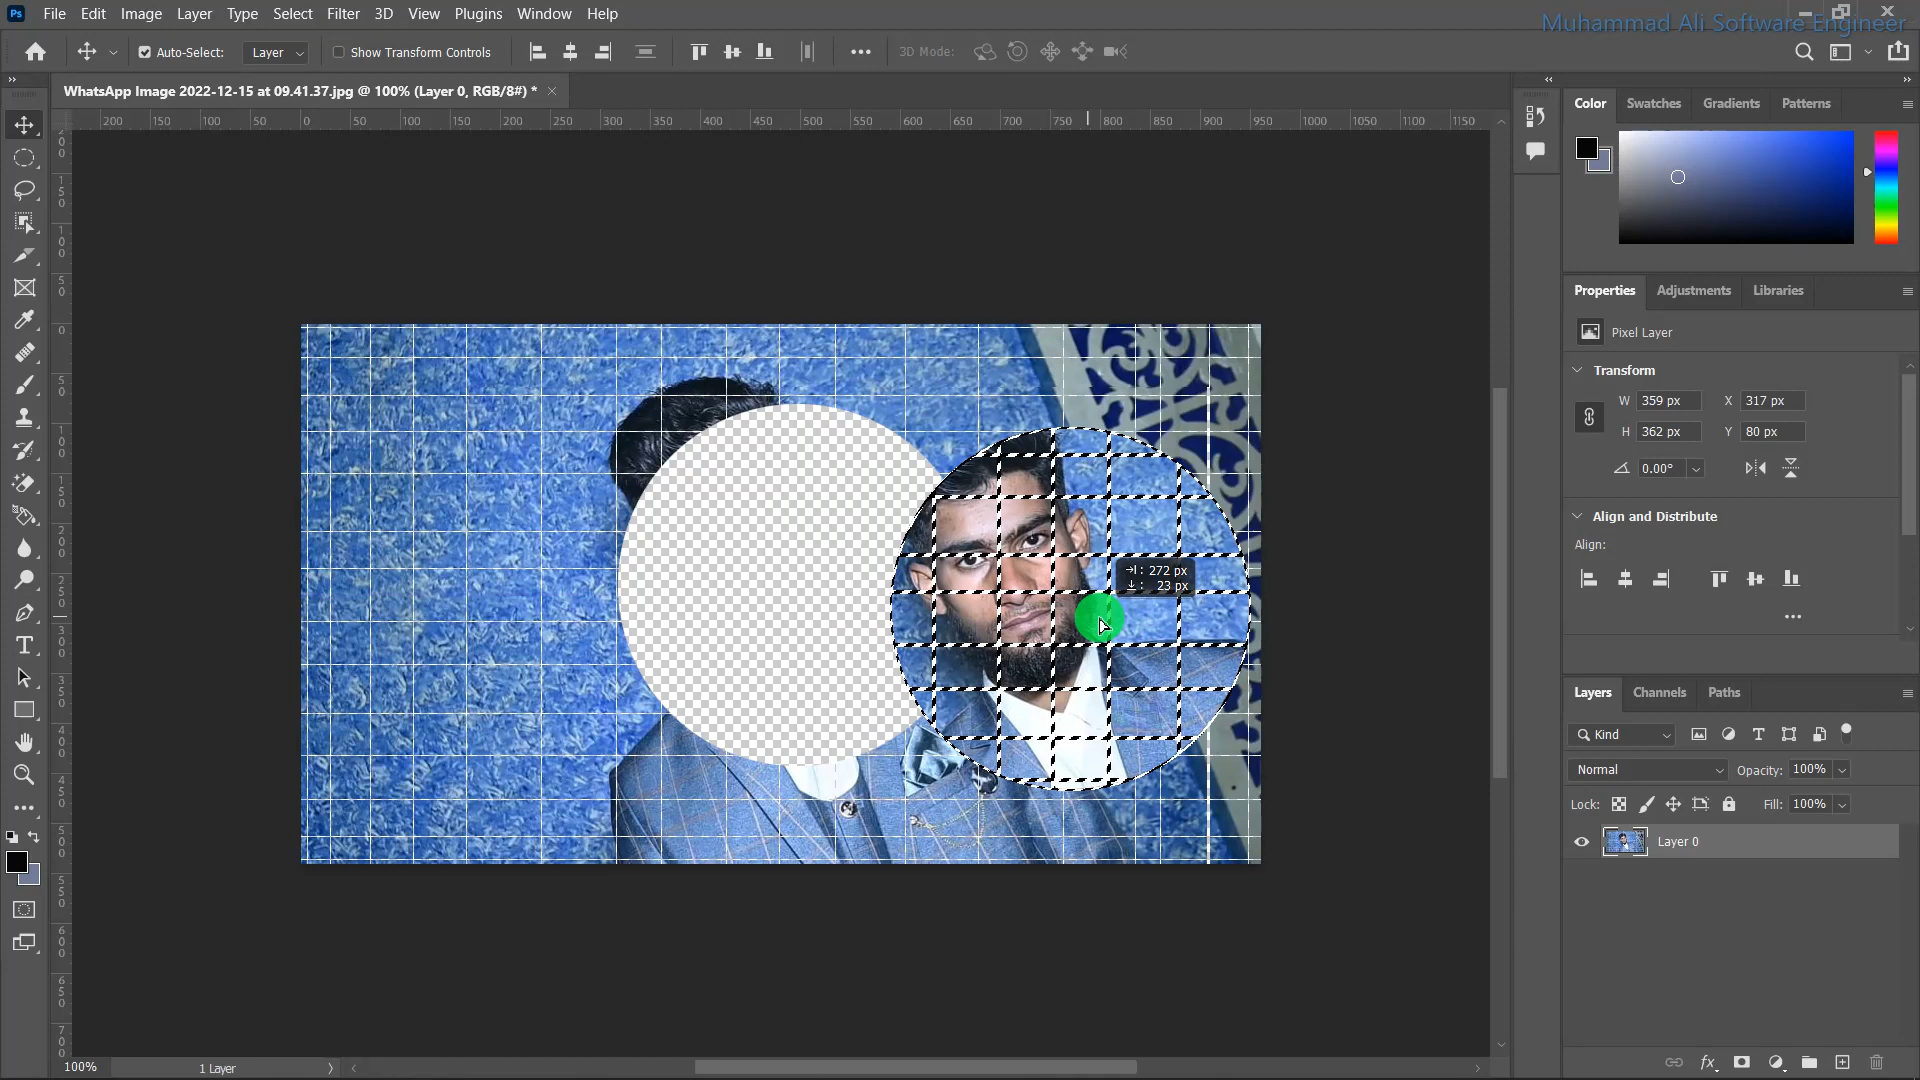 Muhammad Ali Software Engineer
Ps File Edit Image Layer Type Select Filter 3D View Plugins Window Help
Auto-Select: Layer Show Transform Controls 3D Mode:
WhatsApp Image 2022-12-15 at 09.41.37.jpg @ 100% (Layer 0, RGB/8#) *
200 150 100 50 0 50 100 150 200 250 300 350 400 450 500 550 600 650 700 750 800 850 900 950 1000 1050 1100 1150
Color Swatches Gradients Patterns
Properties Adjustments Libraries
Pixel Layer
Transform
W 359 px X 317 px
H 362 px Y 80 px
0.00°
Align and Distribute
Align:
272 px
23 px
Layers Channels Paths
Kind
Normal Opacity: 100%
Lock: Fill: 100%
Layer 0
100% 1 Layer